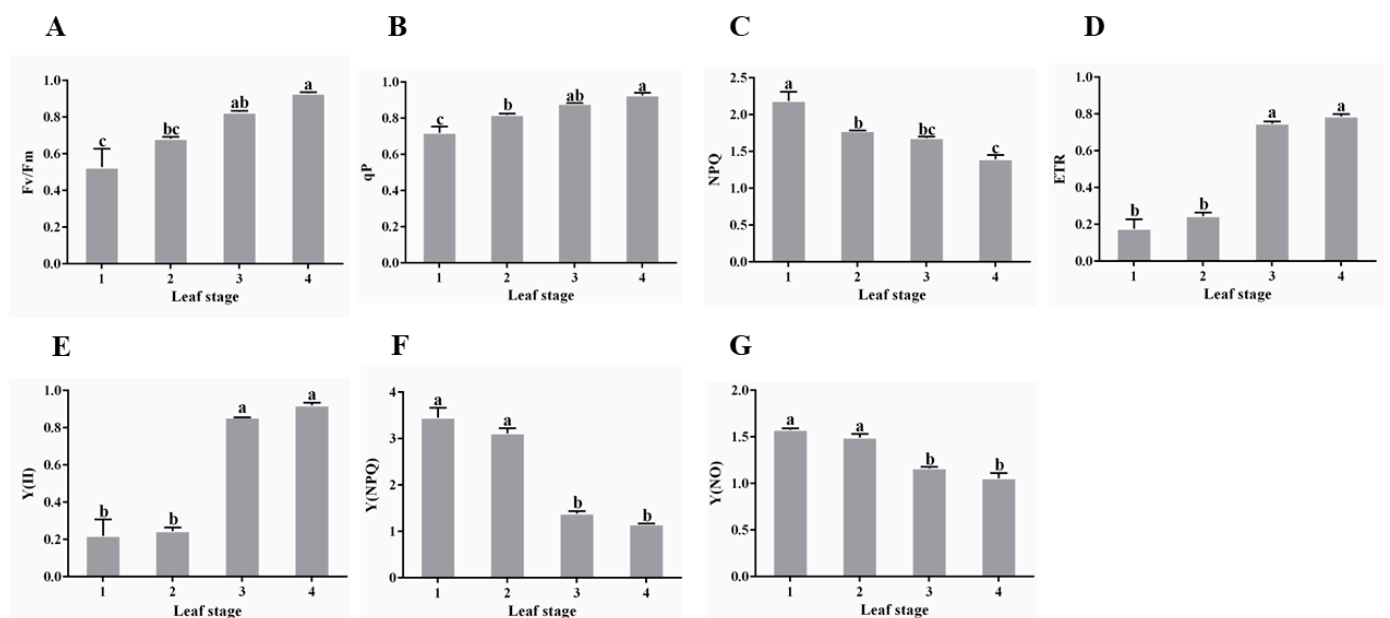 A
B
C
D
Fv/Fm
1.0
0.8
0.6
0.4
0.2
0.0
c
bc
ab
a
1 2 3 4
Leaf stage
qP
1.0
0.8
0.6
0.4
0.2
0.0
c
b
ab
a
1 2 3 4
Leaf stage
NPQ
2.5
2.0
1.5
1.0
0.5
0.0
a
b
bc
c
1 2 3 4
Leaf stage
ETR
1.0
0.8
0.6
0.4
0.2
0.0
b
b
a
a
1 2 3 4
Leaf stage
E
F
G
Y(II)
1.0
0.8
0.6
0.4
0.2
0.0
b
b
a
a
1 2 3 4
Leaf stage
Y(NPQ)
4
3
2
1
0
a
a
b
b
1 2 3 4
Leaf stage
Y(NO)
2.0
1.5
1.0
0.5
0.0
a
a
b
b
1 2 3 4
Leaf stage